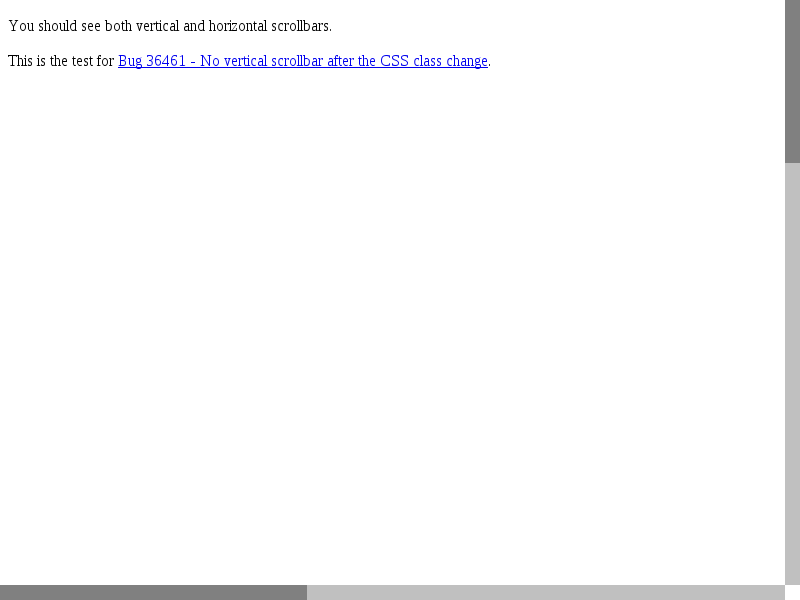 You should see both vertical and horizontal scrollbars.
This is the test for Bug 36461 - No vertical scrollbar after the CSS class change.